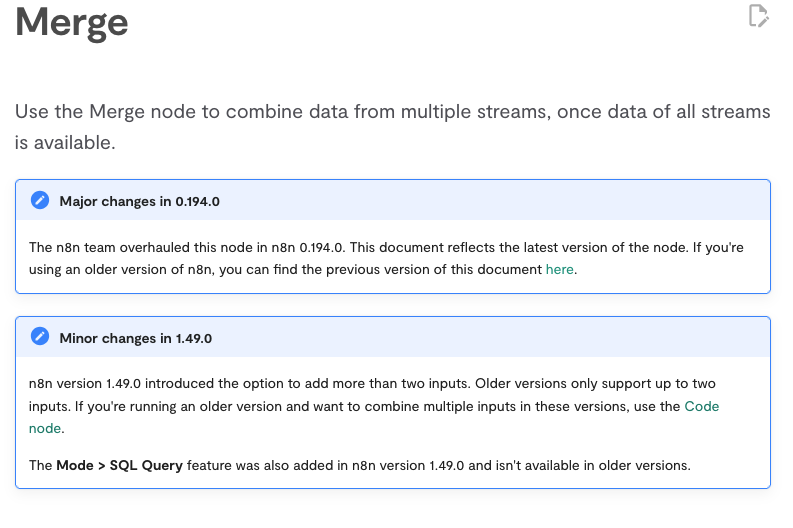 Merge
Use the Merge node to combine data from multiple streams, once data of all streams
is available.
Major changes in 0.194.0
The n8n team overhauled this node in n8n 0.194.0. This document reflects the latest version of the node. If you're
using an older version of n8n, you can find the previous version of this document here.
Minor changes in 1.49.0
n8n version 1.49.0 introduced the option to add more than two inputs. Older versions only support up to two
inputs. If you're running an older version and want to combine multiple inputs in these versions, use the Code
node.
The Mode > SQL Query feature was also added in n8n version 1.49.0 and isn't available in older versions.